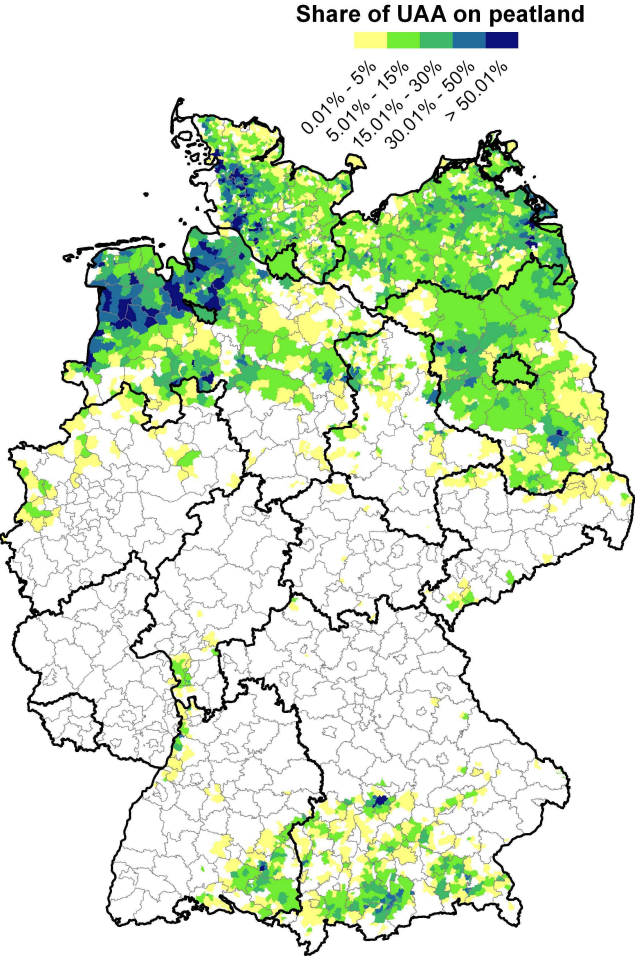 Share of UAA on peatland
0.01% - 5%
5.01% - 15%
15.01% - 30%
30.01% - 50%
> 50.01%